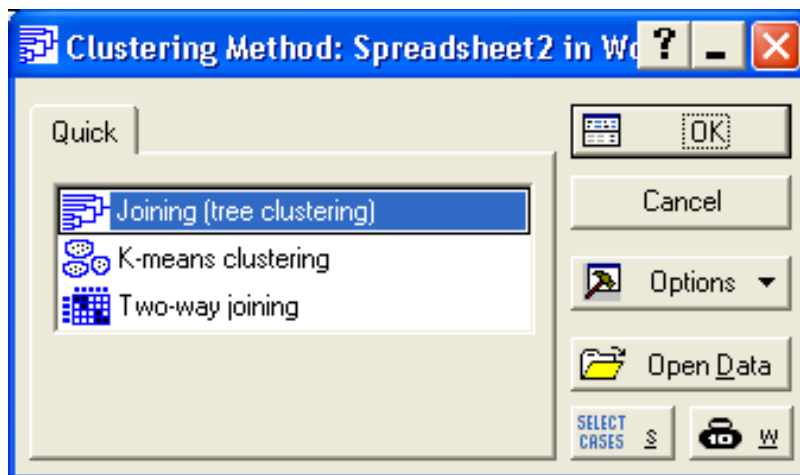 Clustering Method: Spreadsheet2 in Wo
?
Quick
Joining (tree clustering)
K-means clustering
Two-way joining
OK
Cancel
Options
Open Data
SELECT
CASES S
10 W